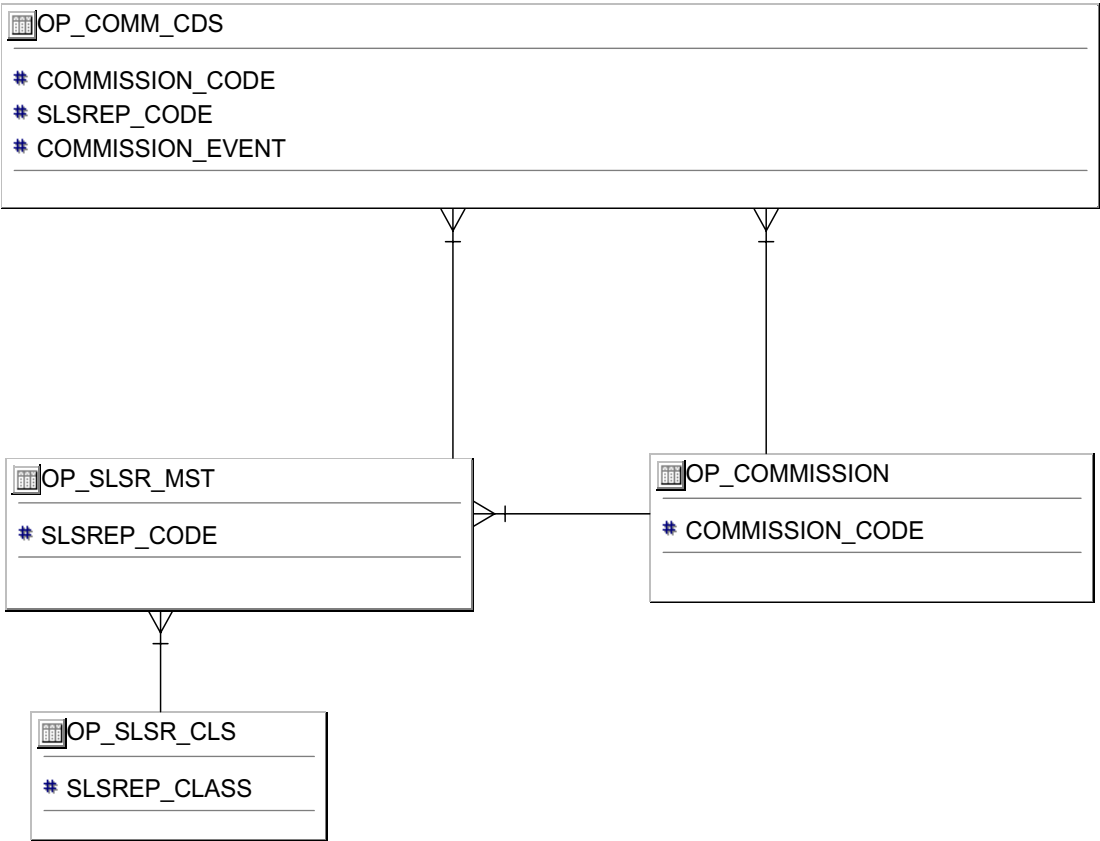 OP_COMM_CDS
# COMMISSION_CODE
# SLSREP_CODE
# COMMISSION_EVENT
OP_SLSR_MST
# SLSREP_CODE
OP_COMMISSION
# COMMISSION_CODE
OP_SLSR_CLS
# SLSREP_CLASS